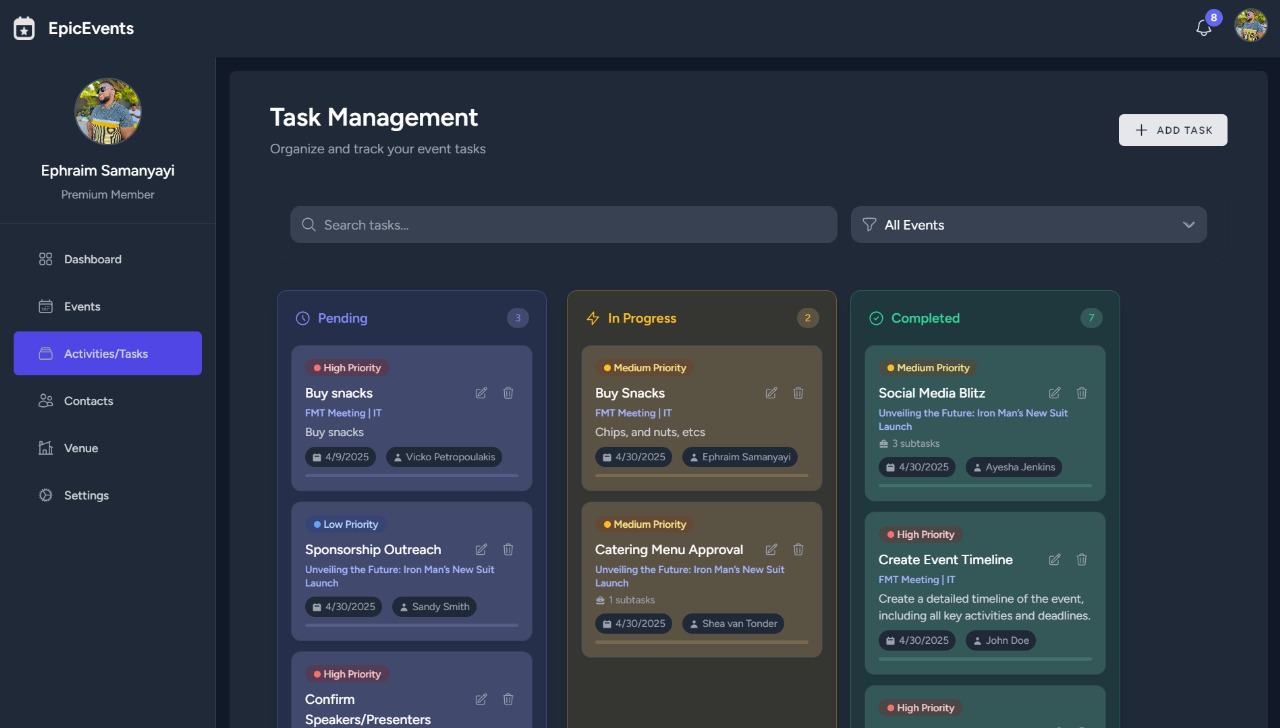 EpicEvents
8
Ephraim Samanyayi
Premium Member
Dashboard
Events
Activities/Tasks
Contacts
Venue
Settings
Task Management
Organize and track your event tasks
ADD TASK
Search tasks...
All Events
Pending
3
High Priority
Buy snacks
FMT Meeting | IT
Buy snacks
4/9/2025
Vicko Petropoulakis
Low Priority
Sponsorship Outreach
Unveiling the Future: Iron Man's New Suit
Launch
4/30/2025
Sandy Smith
High Priority
Confirm
Speakers/Presenters
In Progress
2
Medium Priority
Buy Snacks
FMT Meeting | IT
Chips, and nuts, etcs
4/30/2025
Ephraim Samanyayi
Medium Priority
Catering Menu Approval
Unveiling the Future: Iron Man's New Suit
Launch
1 subtasks
4/30/2025
Shea van Tonder
Completed
7
Medium Priority
Social Media Blitz
Unveiling the Future: Iron Man's New Suit
Launch
3 subtasks
4/30/2025
Ayesha Jenkins
High Priority
Create Event Timeline
FMT Meeting | IT
Create a detailed timeline of the event,
including all key activities and deadlines.
4/30/2025
John Doe
High Priority